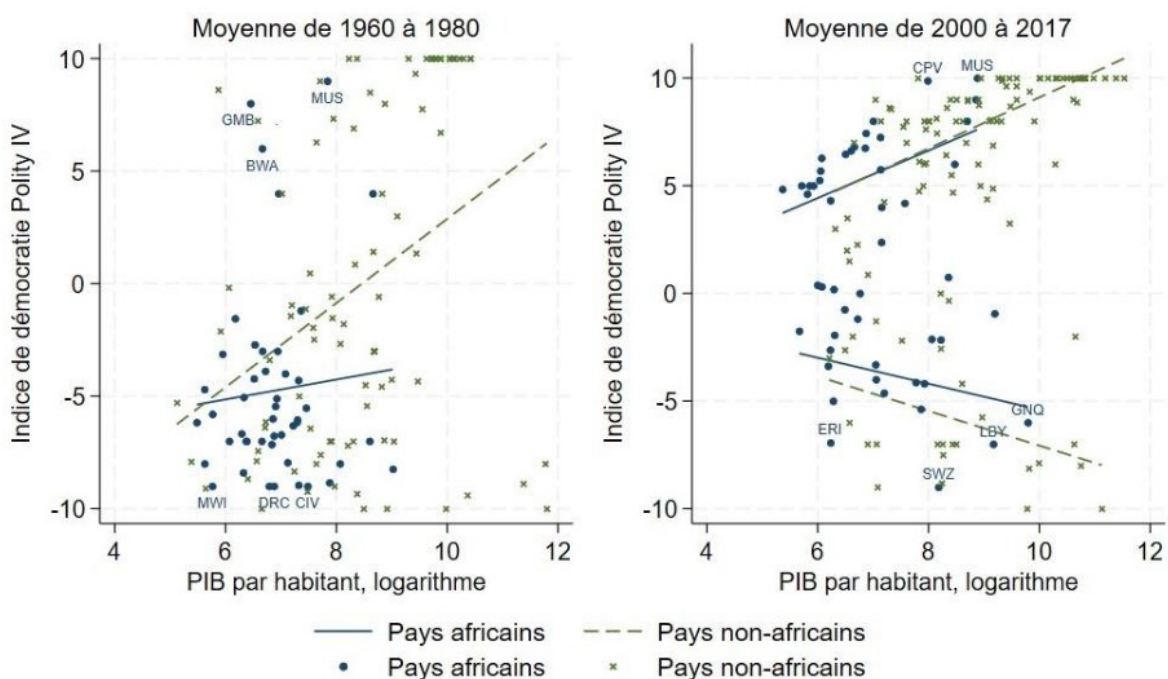 Moyenne de 1960 à 1980
Indice de démocratie Polity IV
10
5
0
-5
-10
MUS
GMB
BWA
MWI
DRC
CIV
4
6
8
10
12
PIB par habitant, logarithme
Moyenne de 2000 à 2017
Indice de démocratie Polity IV
10
5
0
-5
-10
CPV
MUS
GNQ
ERI
LBY
SWZ
4
6
8
10
12
PIB par habitant, logarithme
Pays africains
Pays non-africains
Pays africains
Pays non-africains